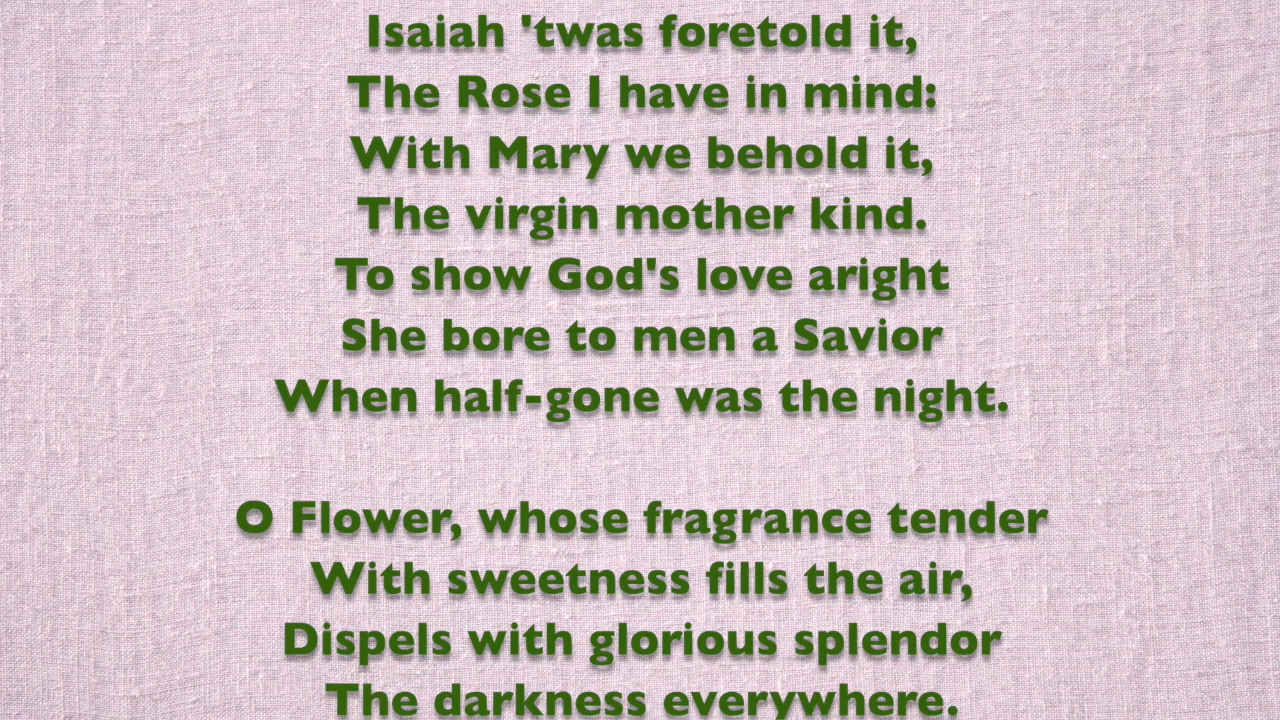 Isaiah 'twas foretold it,
The Rose I have in mind:
With Mary we behold it,
The virgin mother kind.
To show God's love aright
She bore to men a Savior
When half-gone was the night.
O Flower, whose fragrance tender
With sweetness fills the air,
Dispels with glorious splendor
The darkness everywhere.